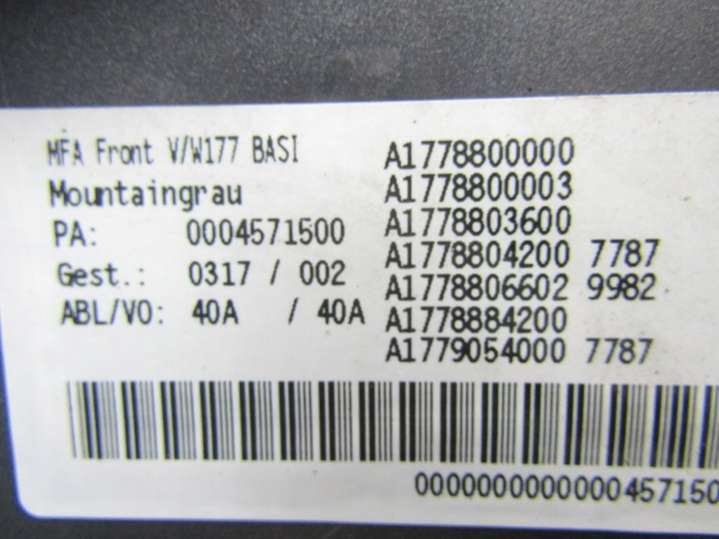 MFA Front V/W177 BASI
Mountaingrau
PA: 0004571500
Gest.: 0317 / 002
ABL/VO: 40A / 40A
A1778800000
A1778800003
A1778803600
A1778804200 7787
A1778806602 9982
A1778884200
A1779054000 7787
0000000000000457150